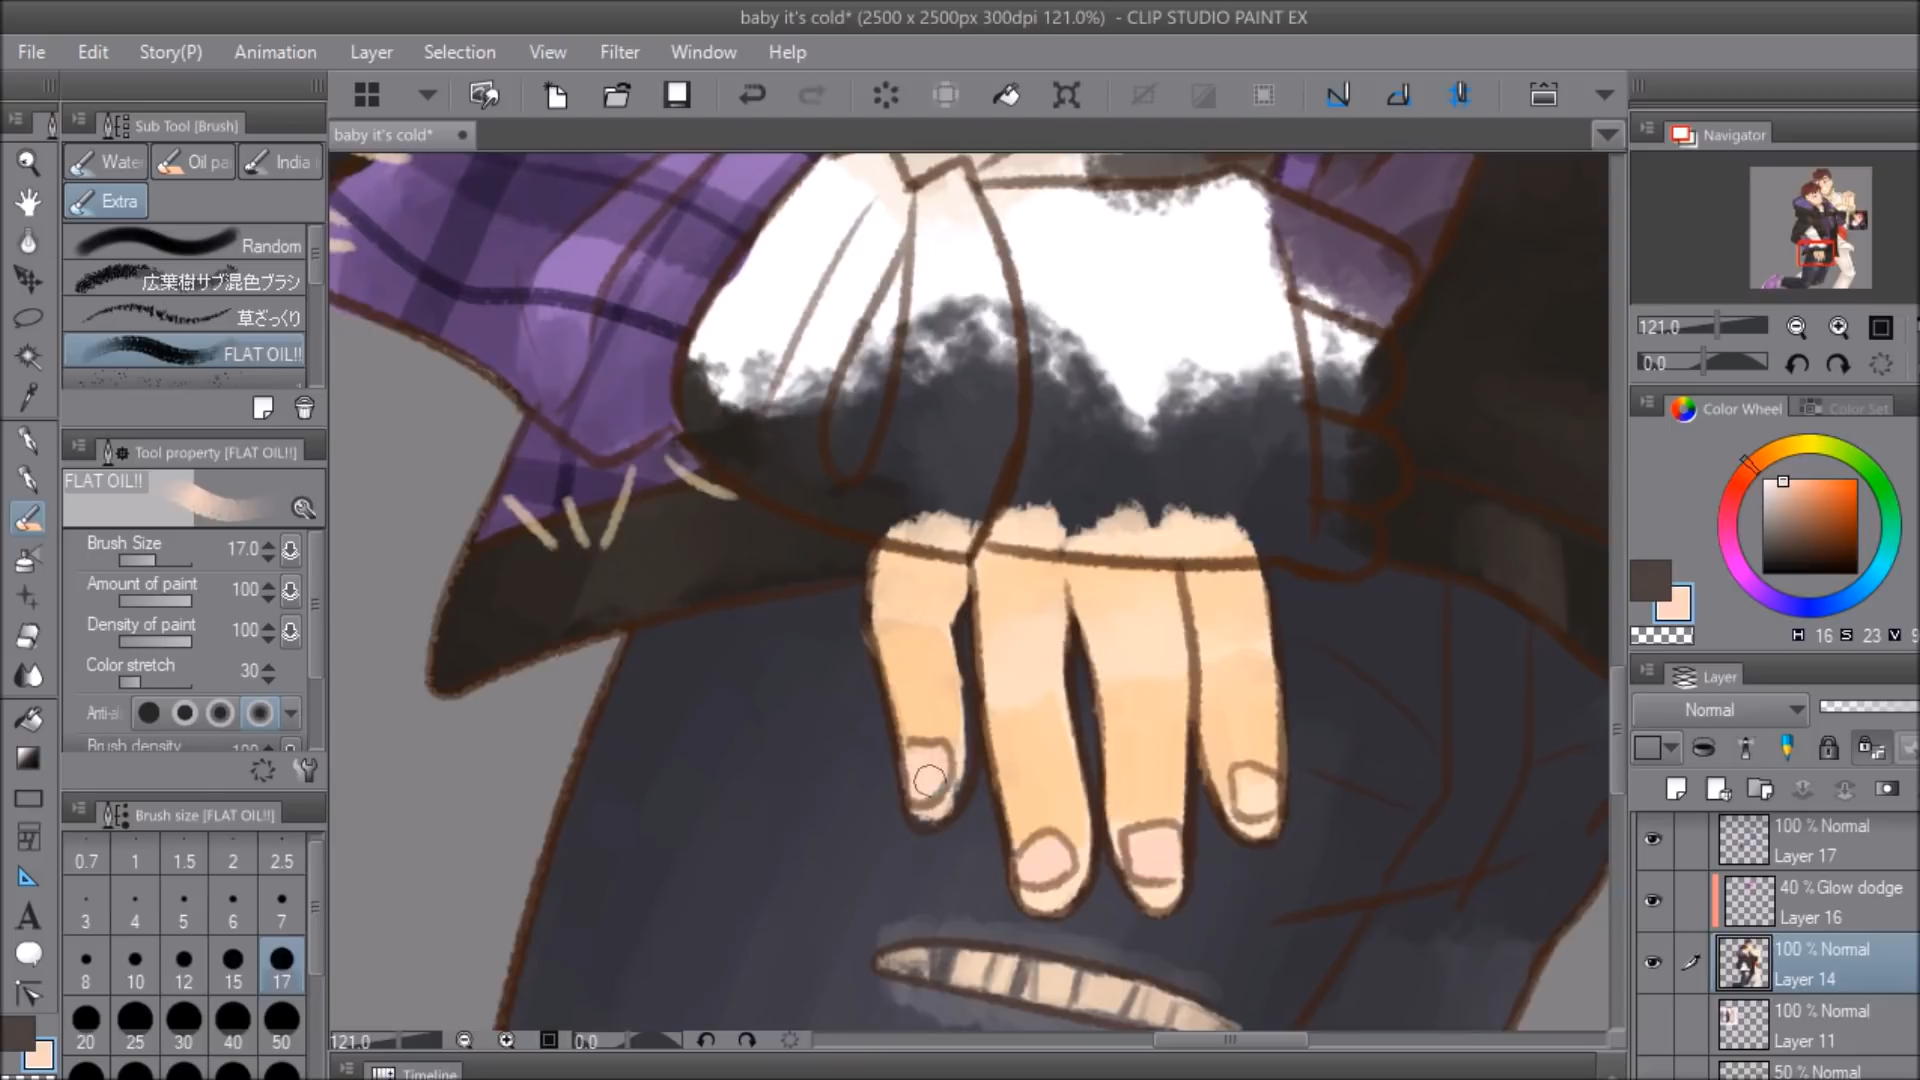 baby it's cold* (2500 x 2500px 300dpi 121.0%) - CLIP STUDIO PAINT EX
File Edit Story(P) Animation Layer Selection View Filter Window Help
Sub Tool [Brush]
baby it's cold*
Navigator
Wate Oil pa India
Extra
Random
広葉樹サブ混色ブラシ
草ざっくり
FLAT OIL!!
121.0
0.0
Color Wheel Color Set
Tool property [FLAT OIL!!]
FLAT OIL!!
Brush Size 17.0
Amount of paint 100
Density of paint 100
Color stretch 30
Anti-al
Brush density 100
H 16 S 23 V 9
Layer
Normal
Brush size [FLAT OIL!!]
0.7 1 1.5 2 2.5
3 4 5 6 7
8 10 12 15 17
20 25 30 40 50
100 % Normal
Layer 17
40 % Glow dodge
Layer 16
100 % Normal
Layer 14
100 % Normal
Layer 11
50 % Normal
121.0 0.0
Timeline
A